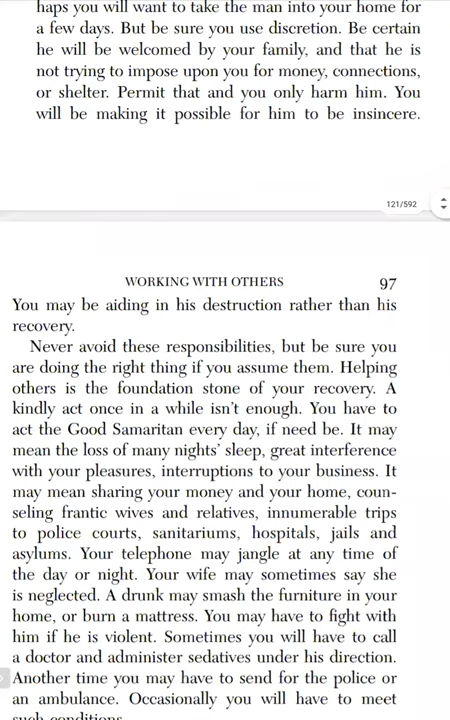 haps you will want to take the man into your home for
a few days. But be sure you use discretion. Be certain
he will be welcomed by your family, and that he is
not trying to impose upon you for money, connections,
or shelter. Permit that and you only harm him. You
will be making it possible for him to be insincere.
121/592
WORKING WITH OTHERS 97
You may be aiding in his destruction rather than his
recovery.
Never avoid these responsibilities, but be sure you
are doing the right thing if you assume them. Helping
others is the foundation stone of your recovery. A
kindly act once in a while isn’t enough. You have to
act the Good Samaritan every day, if need be. It may
mean the loss of many nights’ sleep, great interference
with your pleasures, interruptions to your business. It
may mean sharing your money and your home, coun-
seling frantic wives and relatives, innumerable trips
to police courts, sanitariums, hospitals, jails and
asylums. Your telephone may jangle at any time of
the day or night. Your wife may sometimes say she
is neglected. A drunk may smash the furniture in your
home, or burn a mattress. You may have to fight with
him if he is violent. Sometimes you will have to call
a doctor and administer sedatives under his direction.
Another time you may have to send for the police or
an ambulance. Occasionally you will have to meet
such conditions.